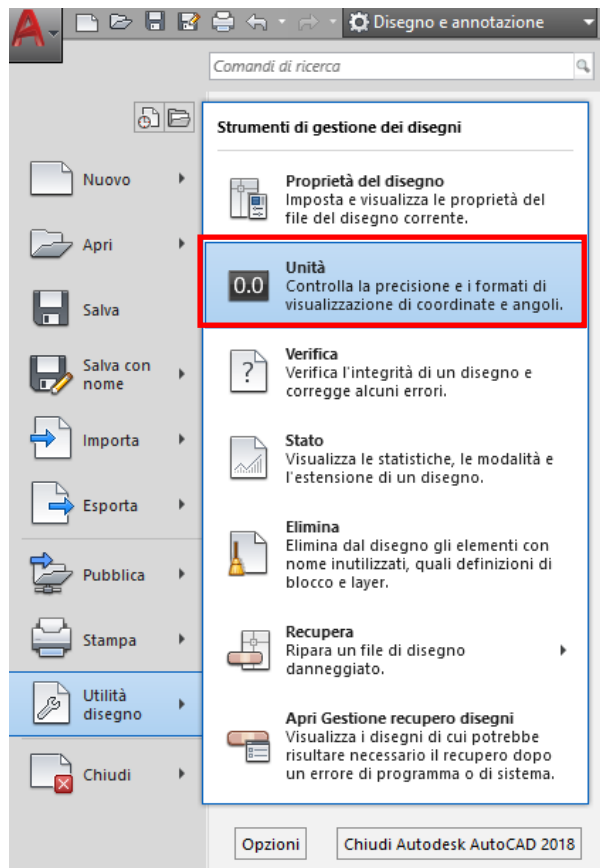 A
Disegno e annotazione
Comandi di ricerca
Nuovo
Apri
Salva
Salva con
nome
Importa
Esporta
Pubblica
Stampa
Utilità
disegno
Chiudi
Strumenti di gestione dei disegni
Proprietà del disegno
Imposta e visualizza le proprietà del
file del disegno corrente.
0.0
Unità
Controlla la precisione e i formati di
visualizzazione di coordinate e angoli.
?
Verifica
Verifica l'integrità di un disegno e
corregge alcuni errori.
Stato
Visualizza le statistiche, le modalità e
l'estensione di un disegno.
Elimina
Elimina dal disegno gli elementi con
nome inutilizzati, quali definizioni di
blocco e layer.
Recupera
Ripara un file di disegno
danneggiato.
Apri Gestione recupero disegni
Visualizza i disegni di cui potrebbe
risultare necessario il recupero dopo
un errore di programma o di sistema.
Opzioni
Chiudi Autodesk AutoCAD 2018